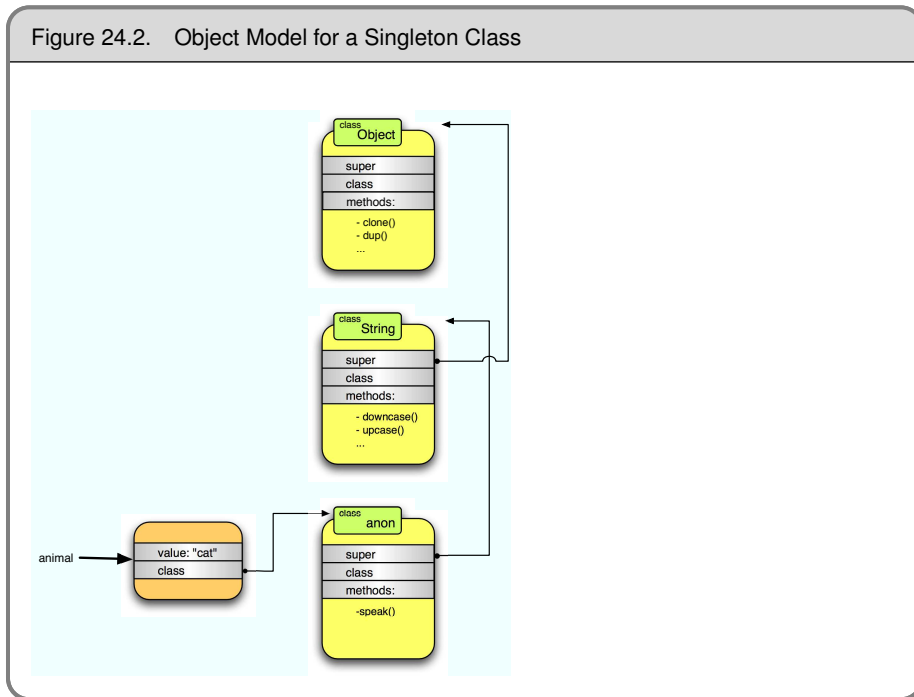 Figure 24.2. Object Model for a Singleton Class
class
Object
super
class
methods:
- clone()
- dup()
...
class
String
super
class
methods:
- downcase()
- upcase()
...
animal
value: "cat"
class
class
anon
super
class
methods:
-speak()